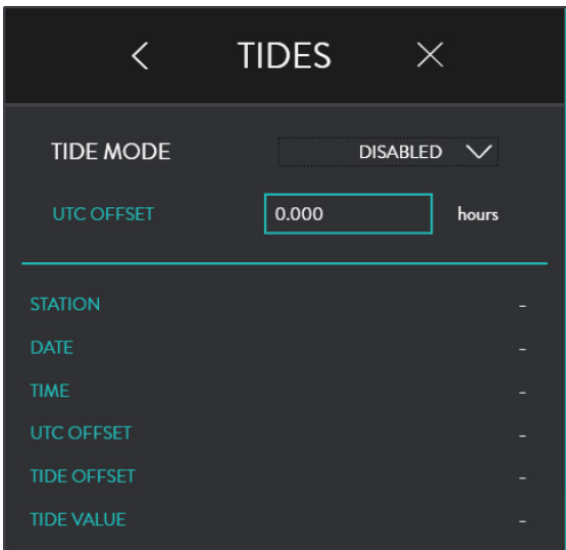 TIDES
TIDE MODE DISABLED
UTC OFFSET 0.000 hours
STATION -
DATE -
TIME -
UTC OFFSET -
TIDE OFFSET -
TIDE VALUE -